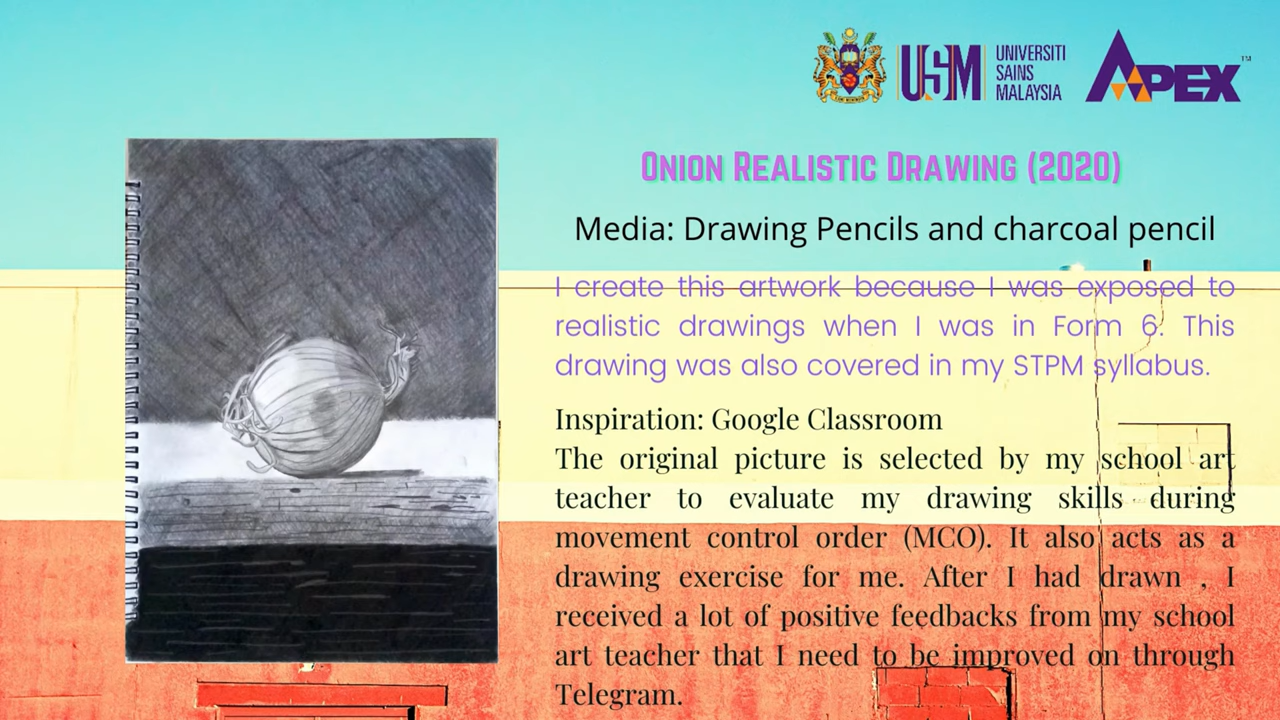 USM
UNIVERSITI
SAINS
MALAYSIA
APEX™
Onion Realistic Drawing (2020)
Media: Drawing Pencils and charcoal pencil
I create this artwork because I was exposed to
realistic drawings when I was in Form 6. This
drawing was also covered in my STPM syllabus.
Inspiration: Google Classroom
The original picture is selected by my school art
teacher to evaluate my drawing skills during
movement control order (MCO). It also acts as a
drawing exercise for me. After I had drawn , I
received a lot of positive feedbacks from my school
art teacher that I need to be improved on through
Telegram.